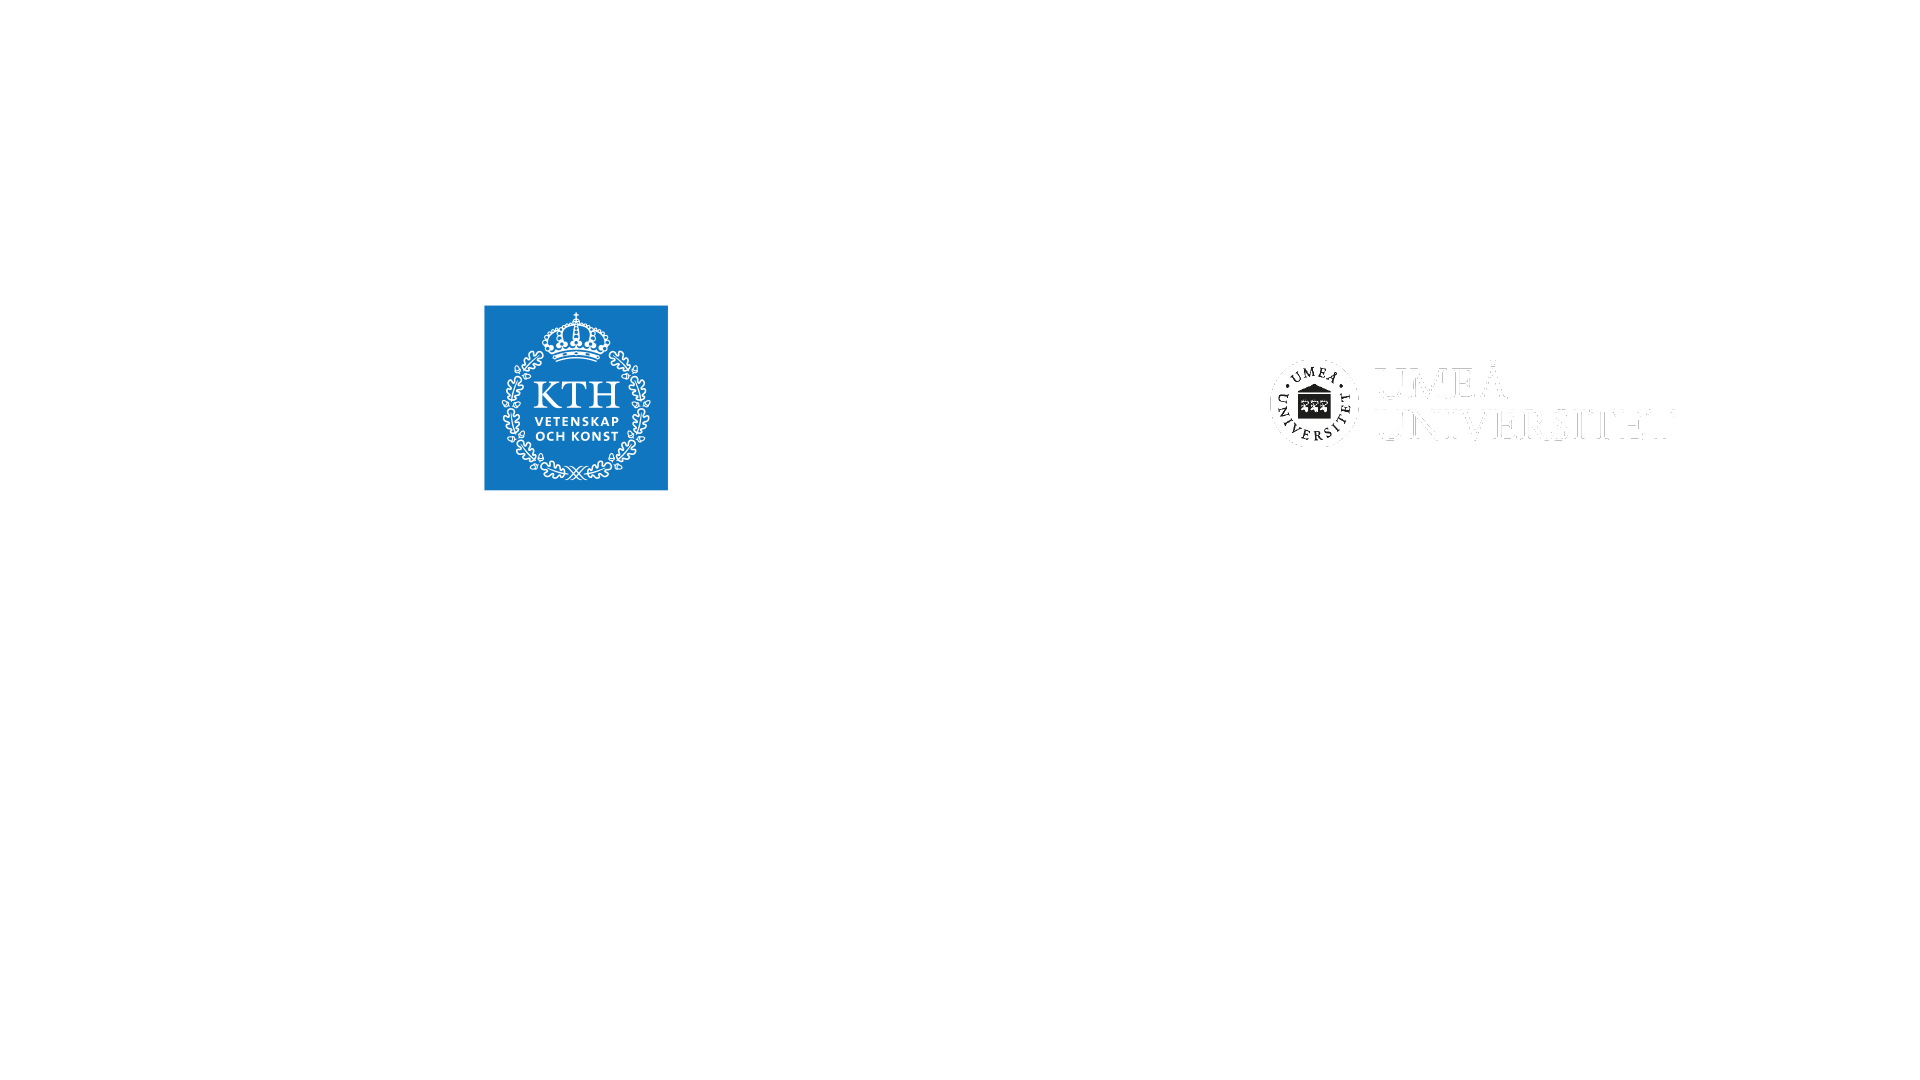 KTH
VETENSKAP
OCH KONST
UMEÅ
UNIVERSITET
UMEÅ
UNIVERSITET